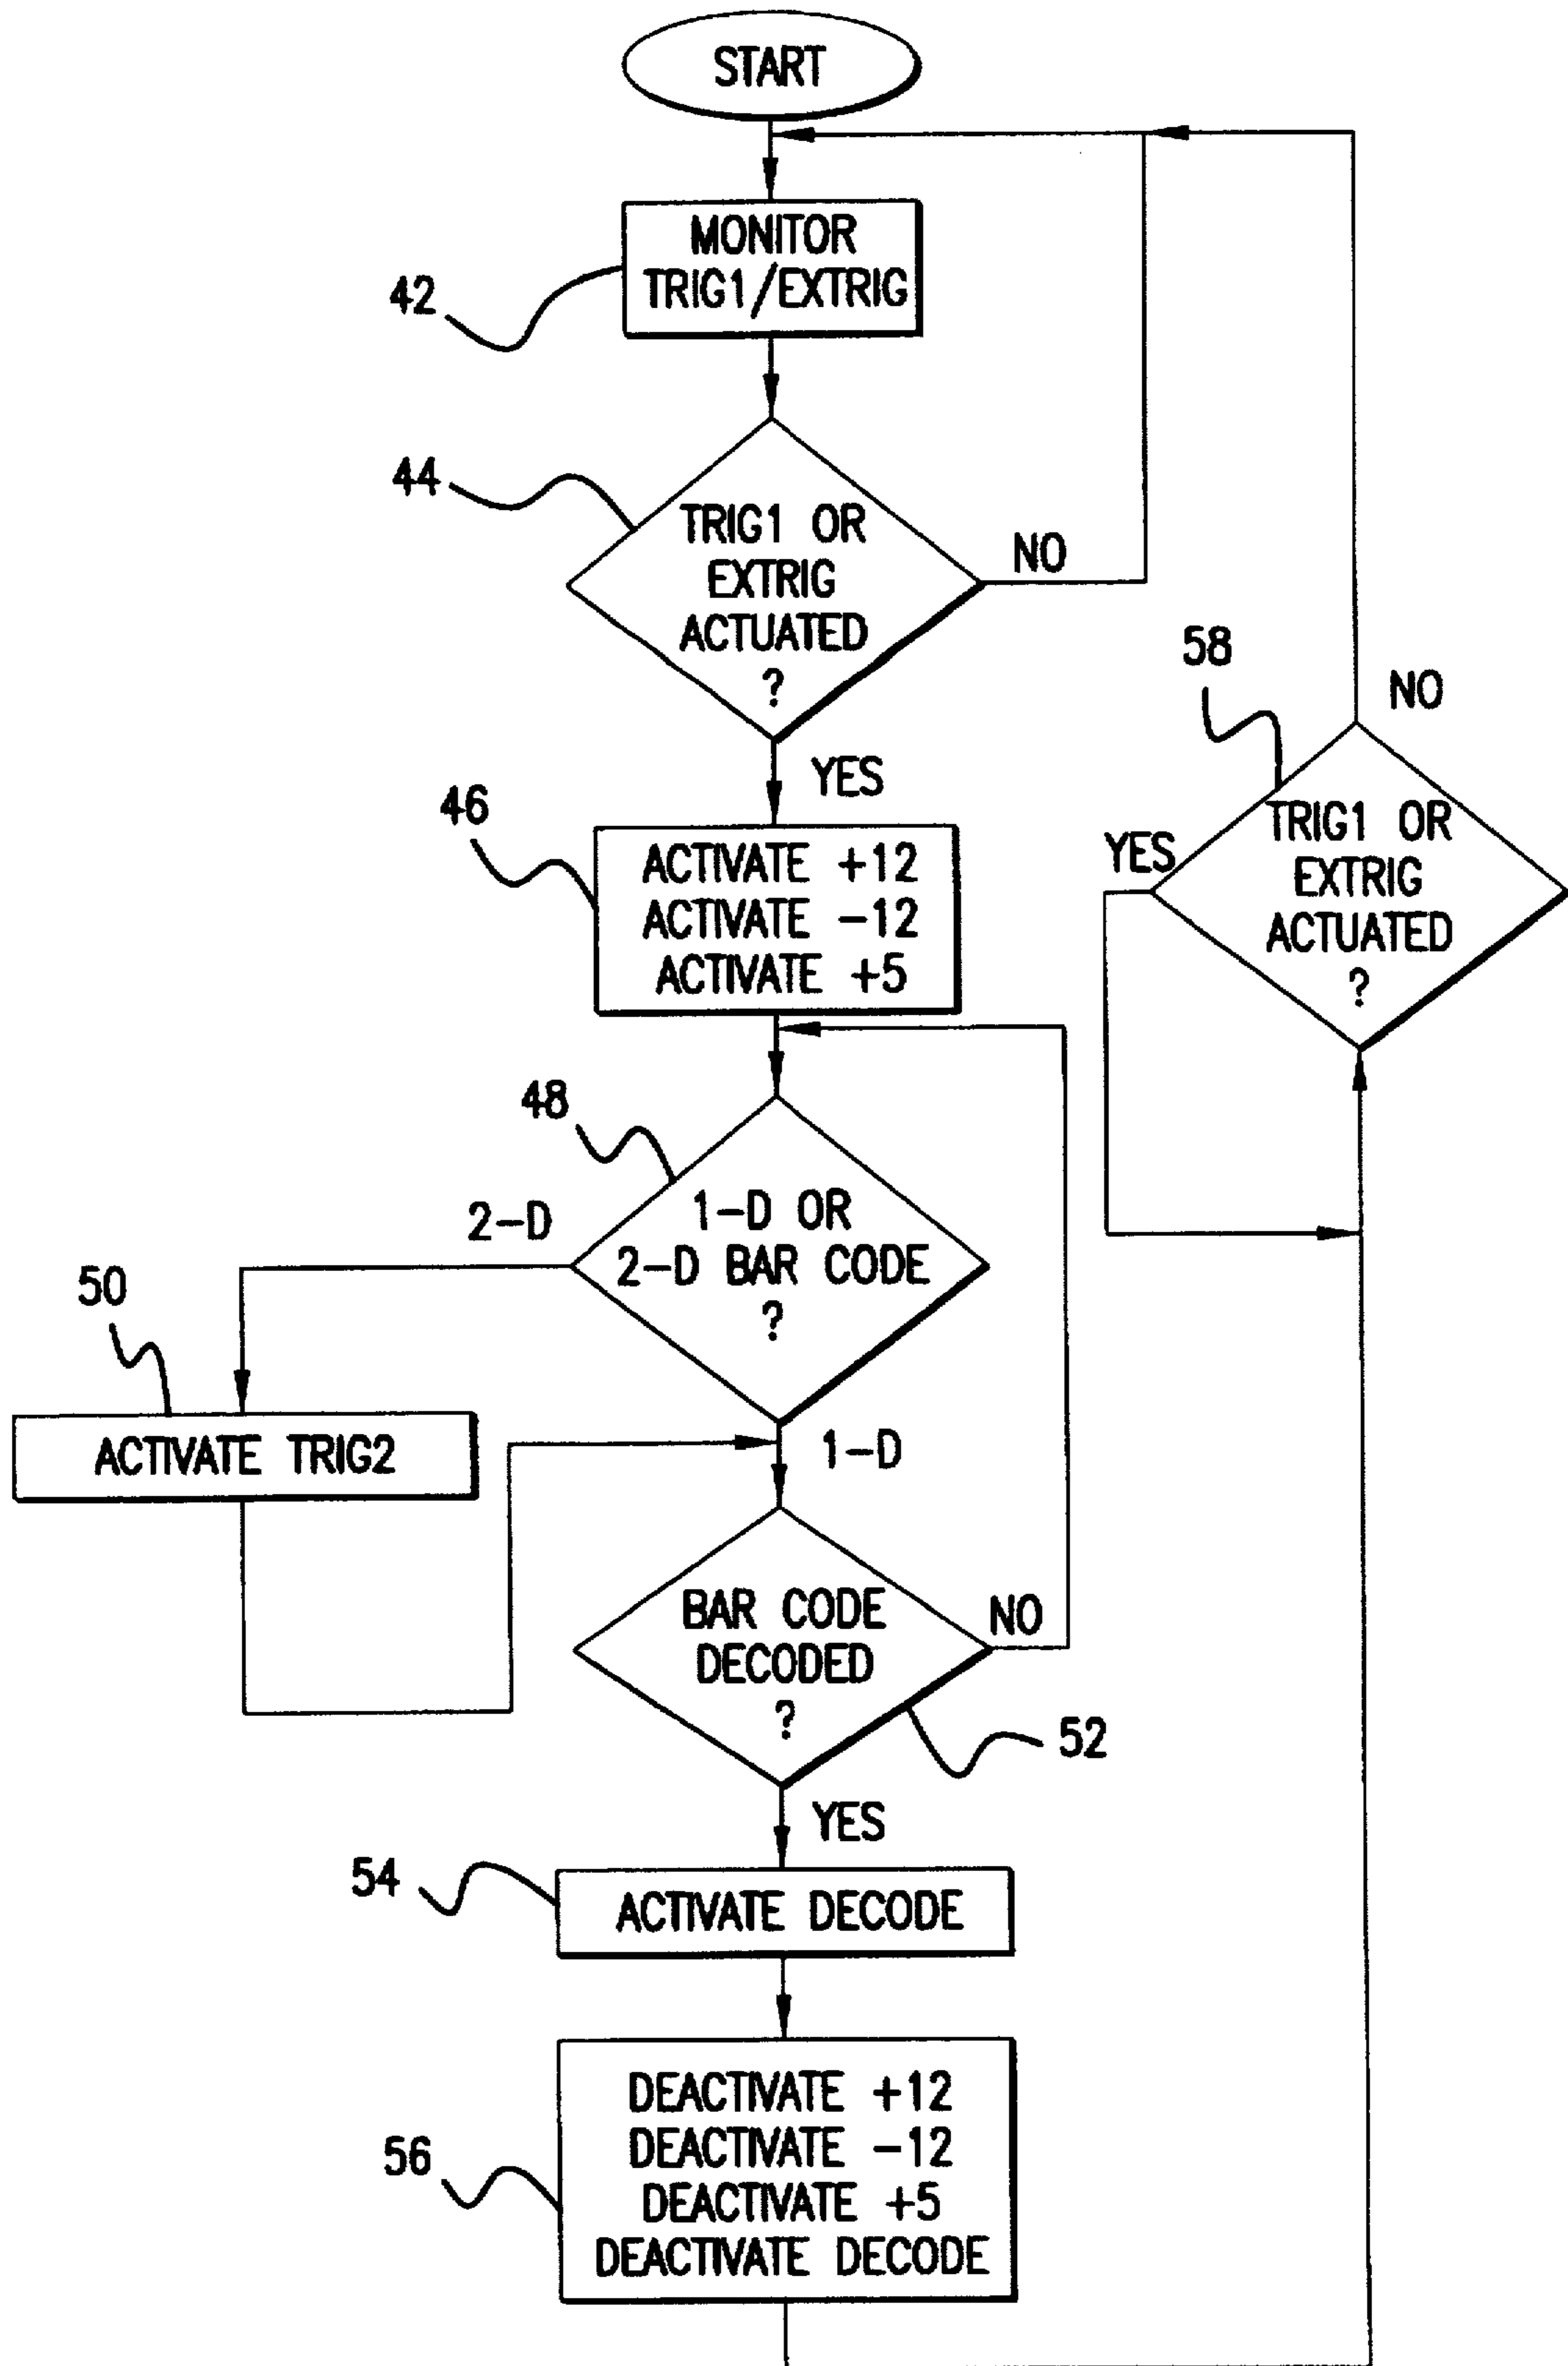 START
MONITOR
TRIG1/EXTRIG
42
44
TRIG1 OR
EXTRIG
ACTUATED
?
NO
YES
58
NO
TRIG1 OR
EXTRIG
ACTUATED
?
YES
46
ACTIVATE +12
ACTIVATE -12
ACTIVATE +5
48
2-D
1-D OR
2-D BAR CODE
?
50
ACTIVATE TRIG2
1-D
BAR CODE
DECODED
?
NO
52
YES
54
ACTIVATE DECODE
56
DEACTIVATE +12
DEACTIVATE -12
DEACTIVATE +5
DEACTIVATE DECODE